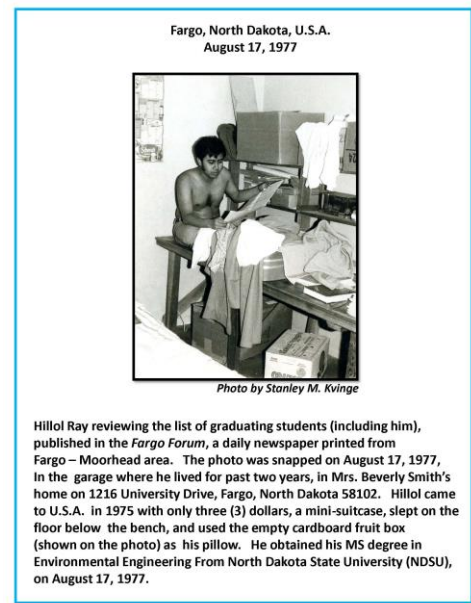 Fargo, North Dakota, U.S.A.
August 17, 1977
Photo by Stanley M. Kvinge
Hillol Ray reviewing the list of graduating students (including him),
published in the Fargo Forum, a daily newspaper printed from
Fargo – Moorhead area.   The photo was snapped on August 17, 1977,
In the  garage where he lived for past two years, in Mrs. Beverly Smith's
home on 1216 University Drive, Fargo, North Dakota 58102.   Hillol came
to U.S.A.  in 1975 with only three (3) dollars, a mini-suitcase, slept on the
floor below  the bench, and used the empty cardboard fruit box
(shown on the photo) as  his pillow.   He obtained his MS degree in
Environmental Engineering From North Dakota State University (NDSU),
on August 17, 1977.